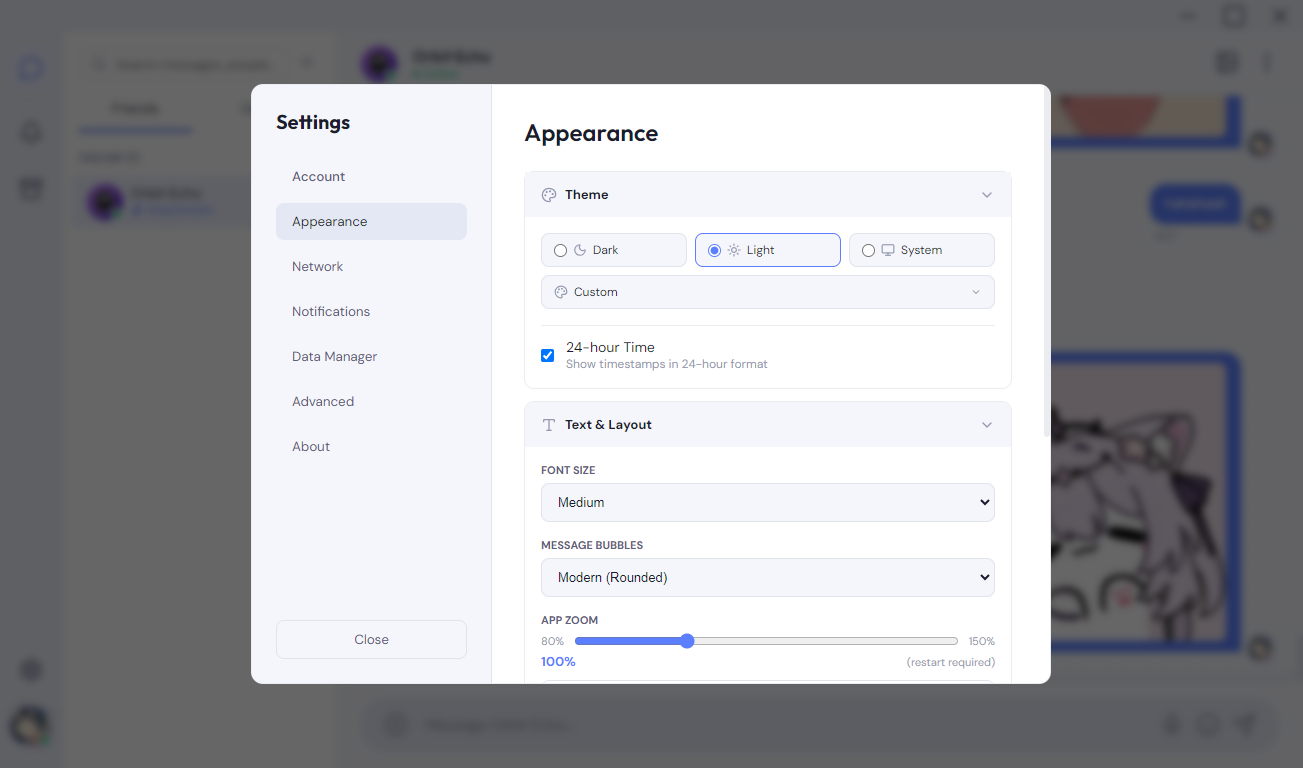 Settings
Account
Appearance
Network
Notifications
Data Manager
Advanced
About
Close
Appearance
Theme
Dark
Light
System
Custom
24-hour Time
Show timestamps in 24-hour format
Text & Layout
FONT SIZE
Medium
MESSAGE BUBBLES
Modern (Rounded)
APP ZOOM
80%
150%
100%
(restart required)